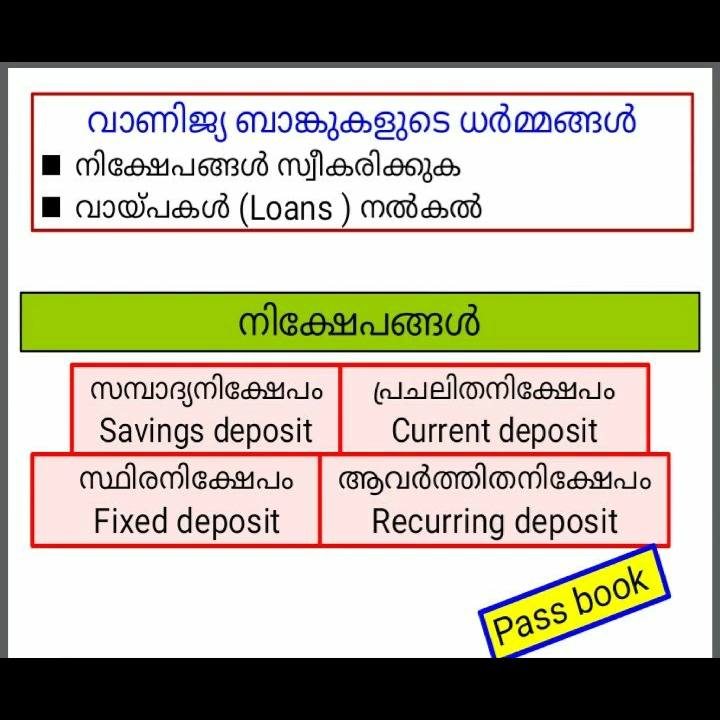 വാണിജ്യ ബാങ്കുകളുടെ ധർമ്മങ്ങൾ
■ നിക്ഷേപങ്ങൾ സ്വീകരിക്കുക
■ വായ്പകൾ (Loans ) നൽകൽ
നിക്ഷേപങ്ങൾ
സമ്പാദ്യനിക്ഷേപം
Savings deposit
പ്രചലിതനിക്ഷേപം
Current deposit
സ്ഥിരനിക്ഷേപം
Fixed deposit
ആവർത്തിതനിക്ഷേപം
Recurring deposit
Pass book